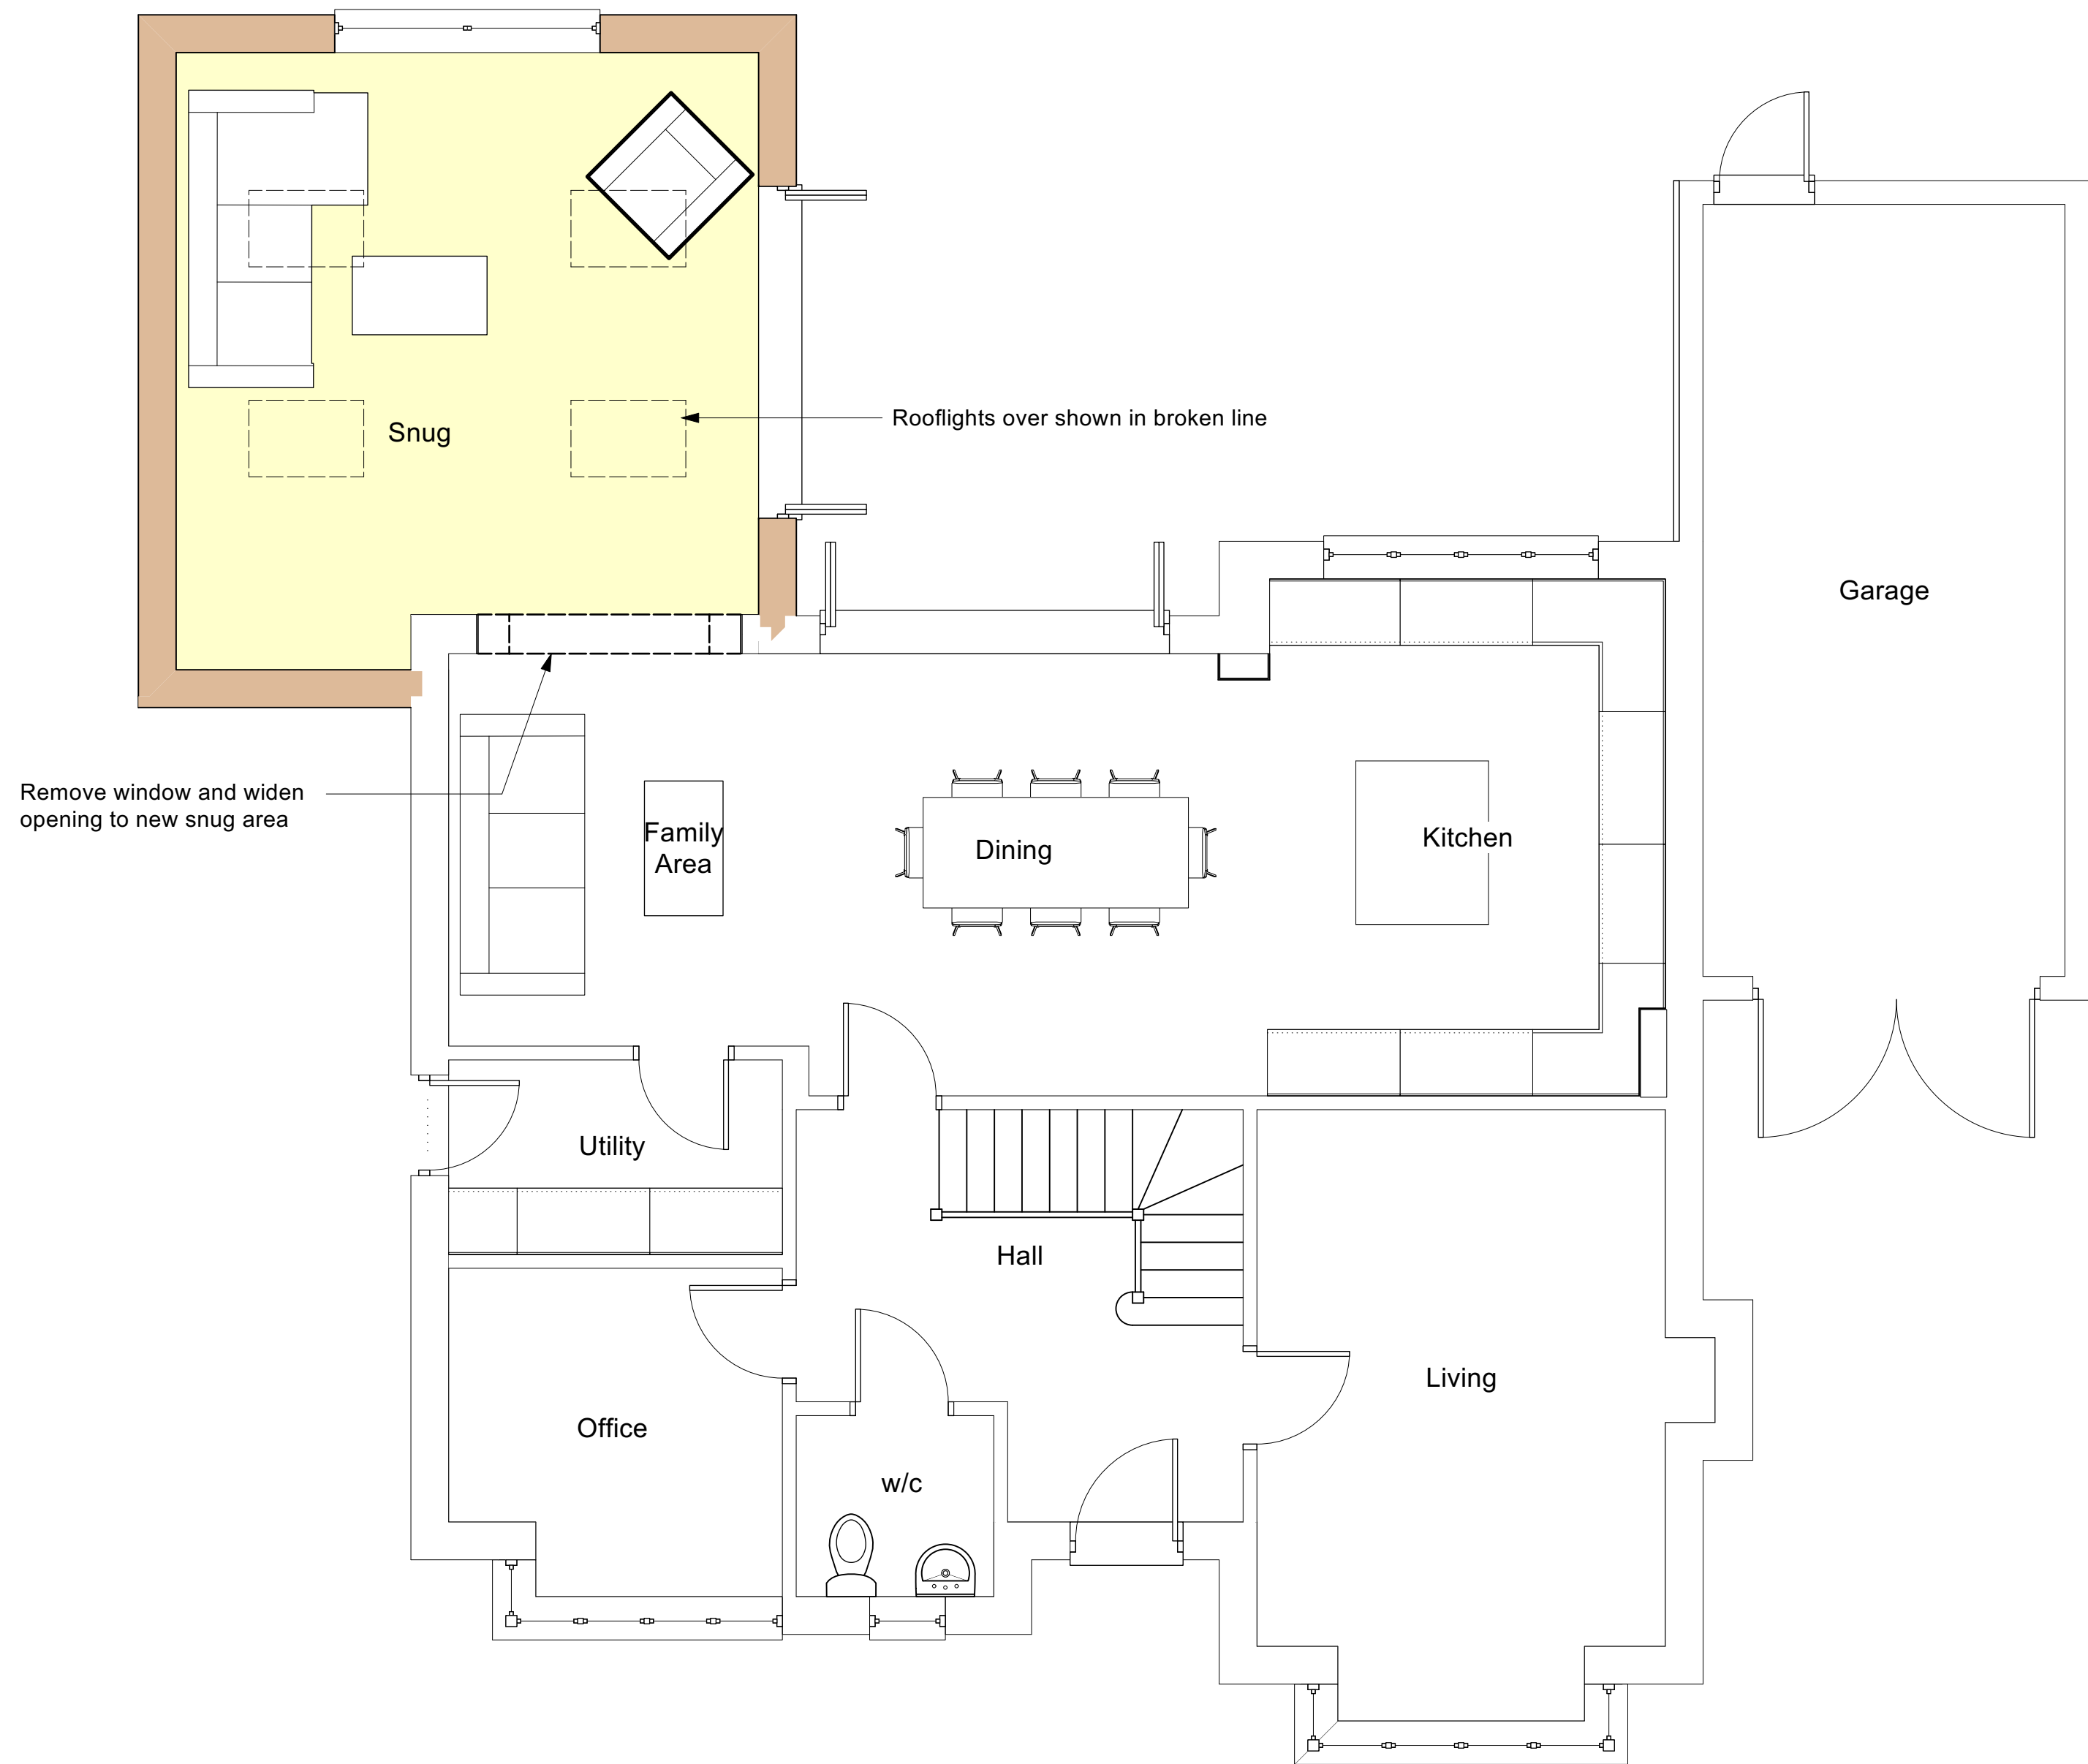 Rooflights over shown in broken line
Snug
Garage
Remove window and widen
opening to new snug area
Family
Area
Dining
Kitchen
Utility
Hall
Living
Office
w/c